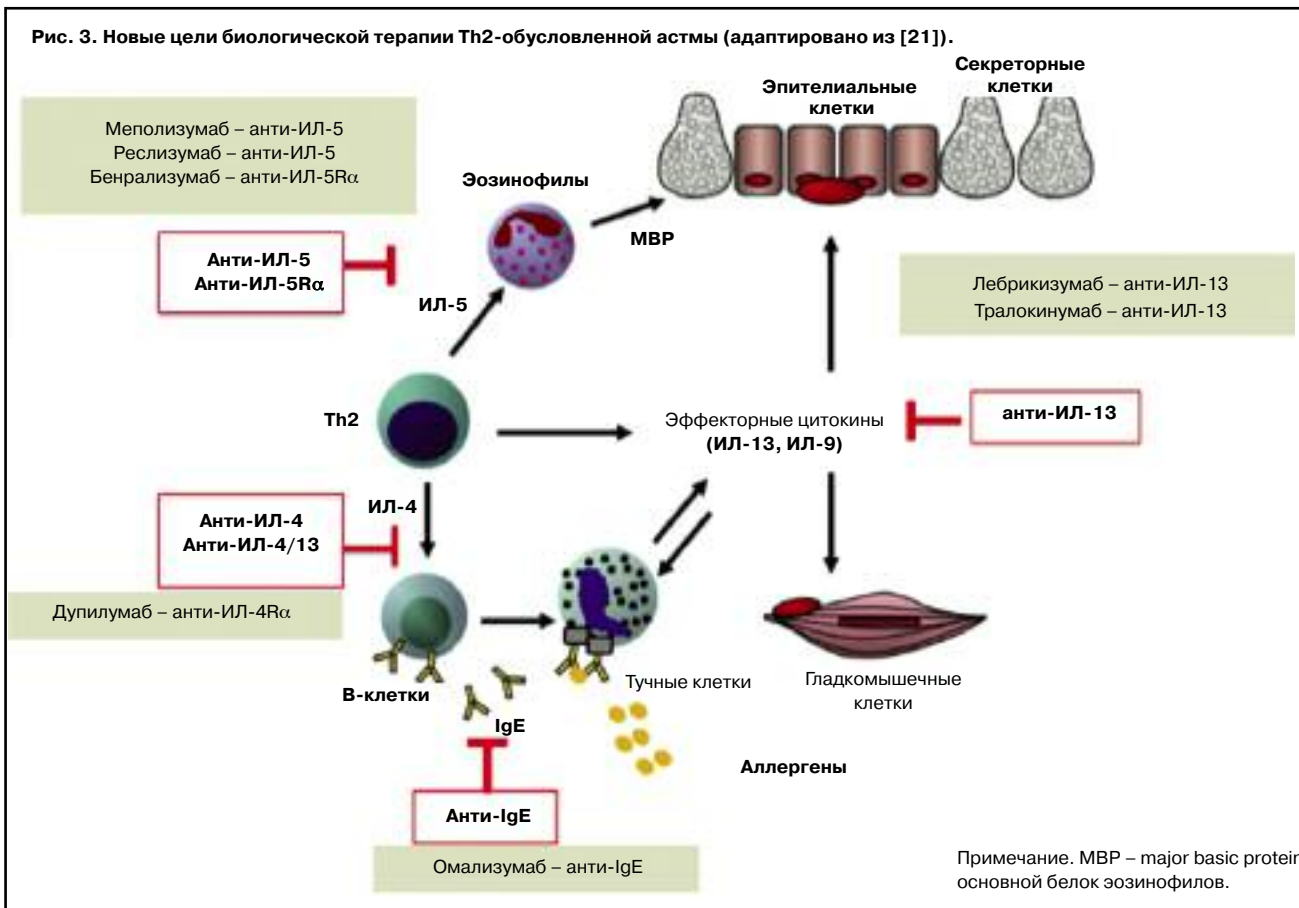 Рис. 3. Новые цели биологической терапии Th2-обусловленной астмы (адаптировано из [21]).
Секреторные
клетки
Эпителиальные
клетки
Меполизумаб – анти-ИЛ-5
Реслизумаб – анти-ИЛ-5
Бенрализумаб – анти-ИЛ-5Rα
Эозинофилы
MBP
Анти-ИЛ-5
Анти-ИЛ-5Rα
ИЛ-5
Лебрикизумаб – анти-ИЛ-13
Тралокинумаб – анти-ИЛ-13
Th2
Эффекторные цитокины
(ИЛ-13, ИЛ-9)
анти-ИЛ-13
ИЛ-4
Анти-ИЛ-4
Анти-ИЛ-4/13
Дупилумаб – анти-ИЛ-4Rα
В-клетки
IgE
Тучные клетки
Гладкомышечные
клетки
Аллергены
Анти-IgE
Омализумаб – анти-IgE
Примечание. MBP – major basic protein
основной белок эозинофилов.